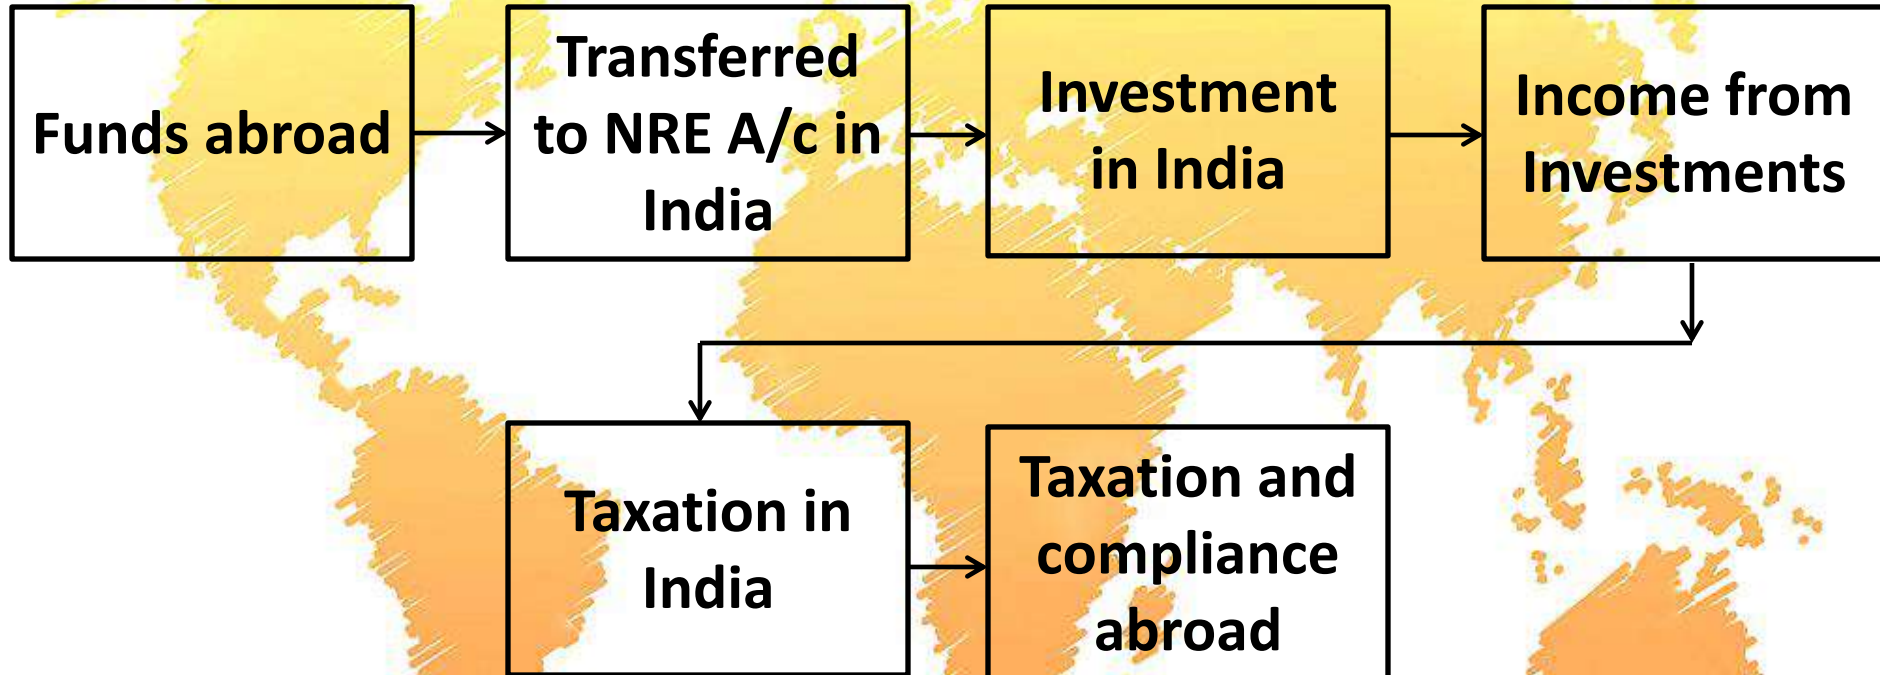 Funds abroad
Transferred
to NRE A/c in
India
Investment
in India
Income from
Investments
Taxation in
India
Taxation and
compliance
abroad